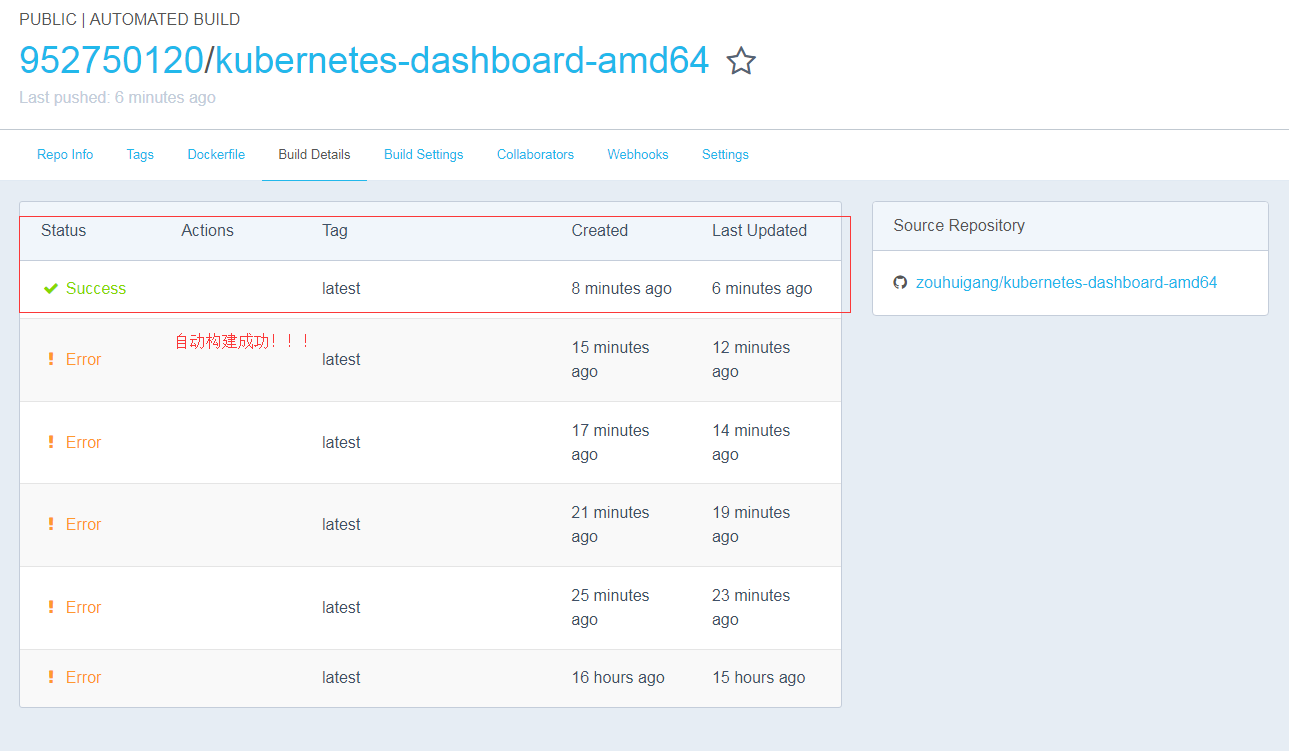 PUBLIC | AUTOMATED BUILD
952750120/kubernetes-dashboard-amd64
Last pushed: 6 minutes ago
Repo Info Tags Dockerfile Build Details Build Settings Collaborators Webhooks Settings
Status Actions Tag Created Last Updated
Success latest 8 minutes ago 6 minutes ago
自动构建成功！！！
Error latest 15 minutes ago 12 minutes ago
Error latest 17 minutes ago 14 minutes ago
Error latest 21 minutes ago 19 minutes ago
Error latest 25 minutes ago 23 minutes ago
Error latest 16 hours ago 15 hours ago
Source Repository
zouhuigang/kubernetes-dashboard-amd64